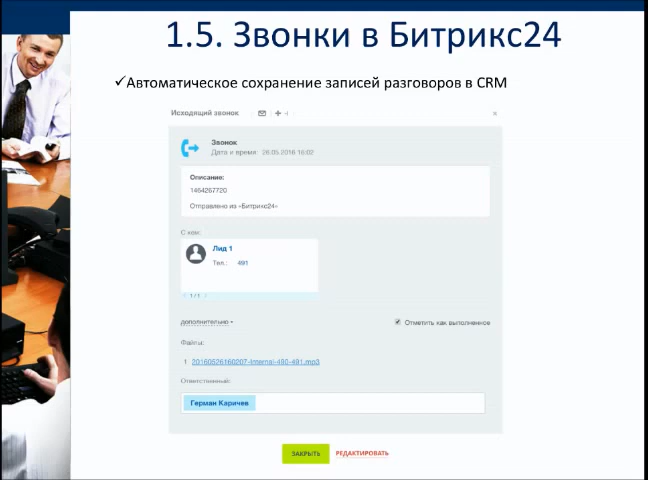 1.5. Звонки в Битрикс24
✓Автоматическое сохранение записей разговоров в CRM
Исходящий звонок
Звонок
Дата и время: 26.05.2016 16:02
Описание:
1464267720
Отправлено из «Битрикс24»
С кем:
Лид 1
Тел.: 491
1 / 1
дополнительно
Отметить как выполненное
Файлы:
1 20160526160207-Internal-490-491.mp3
Ответственный:
Герман Каричев
ЗАКРЫТЬ РЕДАКТИРОВАТЬ